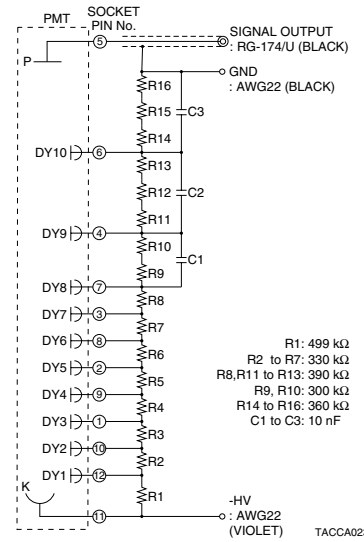 SOCKET
PMT PIN No.
5
SIGNAL OUTPUT
: RG-174/U (BLACK)
P
GND
: AWG22 (BLACK)
R16
R15
C3
R14
DY10 6
R13
R12
C2
R11
DY9 4
R10
C1
R9
DY8 7
R8
DY7 3
R7
DY6 8
R6
DY5 2
R5
DY4 9
R4
DY3 1
R3
DY2 10
R2
DY1 12
R1
K
11
R1: 499 kΩ
R2 to R7: 330 kΩ
R8,R11 to R13: 390 kΩ
R9, R10: 300 kΩ
R14 to R16: 360 kΩ
C1 to C3: 10 nF
-HV
: AWG22
(VIOLET)